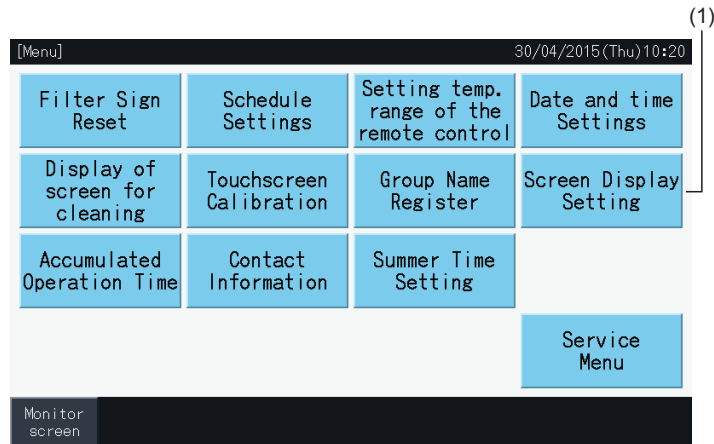 (1)
[Menu] 30/04/2015(Thu)10:20
Filter Sign
Reset
Schedule
Settings
Setting temp.
range of the
remote control
Date and time
Settings
Display of
screen for
cleaning
Touchscreen
Calibration
Group Name
Register
Screen Display
Setting
Accumulated
Operation Time
Contact
Information
Summer Time
Setting
Service
Menu
Monitor
screen